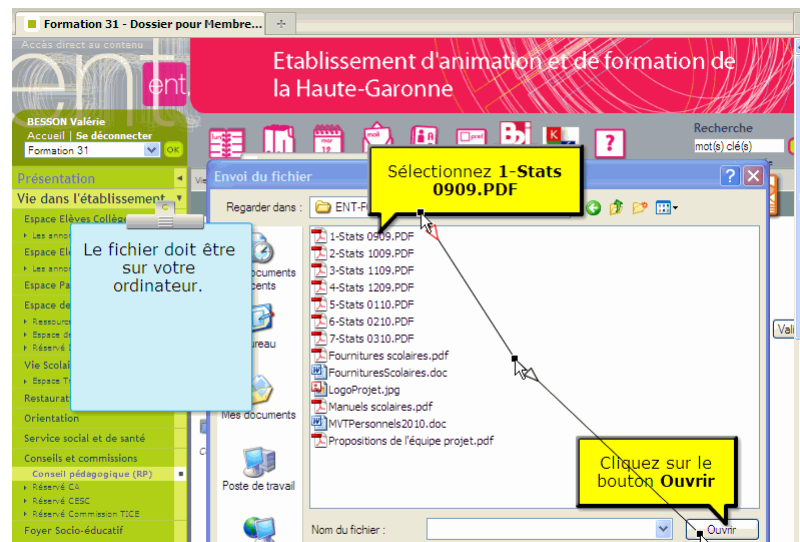 Formation 31 - Dossier pour Membre...
Accès direct au contenu
ent
ent
Etablissement d'animation et de formation de
la Haute-Garonne
BESSON Valérie
Accueil | Se déconnecter
Formation 31
OK
Recherche
mot(s) clé(s)
Présentation
Vie dans l'établissement
Espace Elèves Collège
Espace
Vie Scolai
Restaurat
Orientation
Service social et de santé
Conseils et commissions
Conseil pédagogique (RP)
Réservé CA
Réservé CESC
Réservé Commission TICE
Foyer Socio-éducatif
Le fichier doit être
sur votre
ordinateur.
Envoi du fichier
Sélectionnez 1-Stats
0909.PDF
Regarder dans :
1-Stats 0909.PDF
2-Stats 1009.PDF
3-Stats 1109.PDF
4-Stats 1209.PDF
5-Stats 0110.PDF
6-Stats 0210.PDF
7-Stats 0310.PDF
Fournitures scolaires.pdf
FournituresScolaires.doc
LogoProjet.jpg
Manuels scolaires.pdf
MVTPersonnels2010.doc
Propositions de l'équipe projet.pdf
Mes documents
Poste de travail
Cliquez sur le
bouton Ouvrir
Nom du fichier :
Ouvrir